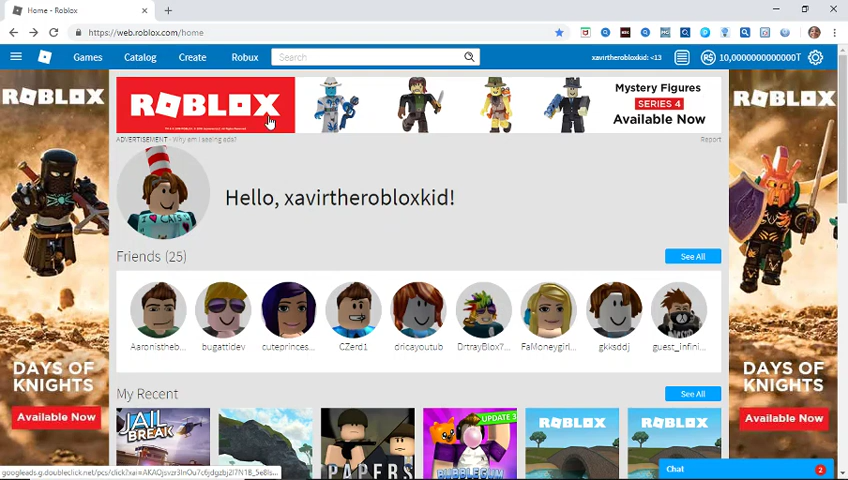 Home - Roblox
https://web.roblox.com/home
Games Catalog Create Robux Search xavirtherobloxkid: <13 R$ 10,0000000000000T
ROBLOX
Mystery Figures
SERIES 4
Available Now
ADVERTISEMENT - Why am I seeing ads? Report
ROBLOX
ROBLOX
I ♥ CATS
Hello, xavirtherobloxkid!
Friends (25) See All
Aaronistheb... bugattidev cuteprinces... CZerd1 dricayoutub DrtrayBlox7... FaMoneygirl... gkksddj guest_infini...
DAYS OF
KNIGHTS
Available Now
DAYS OF
KNIGHTS
Available Now
My Recent See All
JAIL
BREAK
PAPERS
UPDATE 3
BUBBLEGUM
ROBLOX
ROBLOX
Chat 2